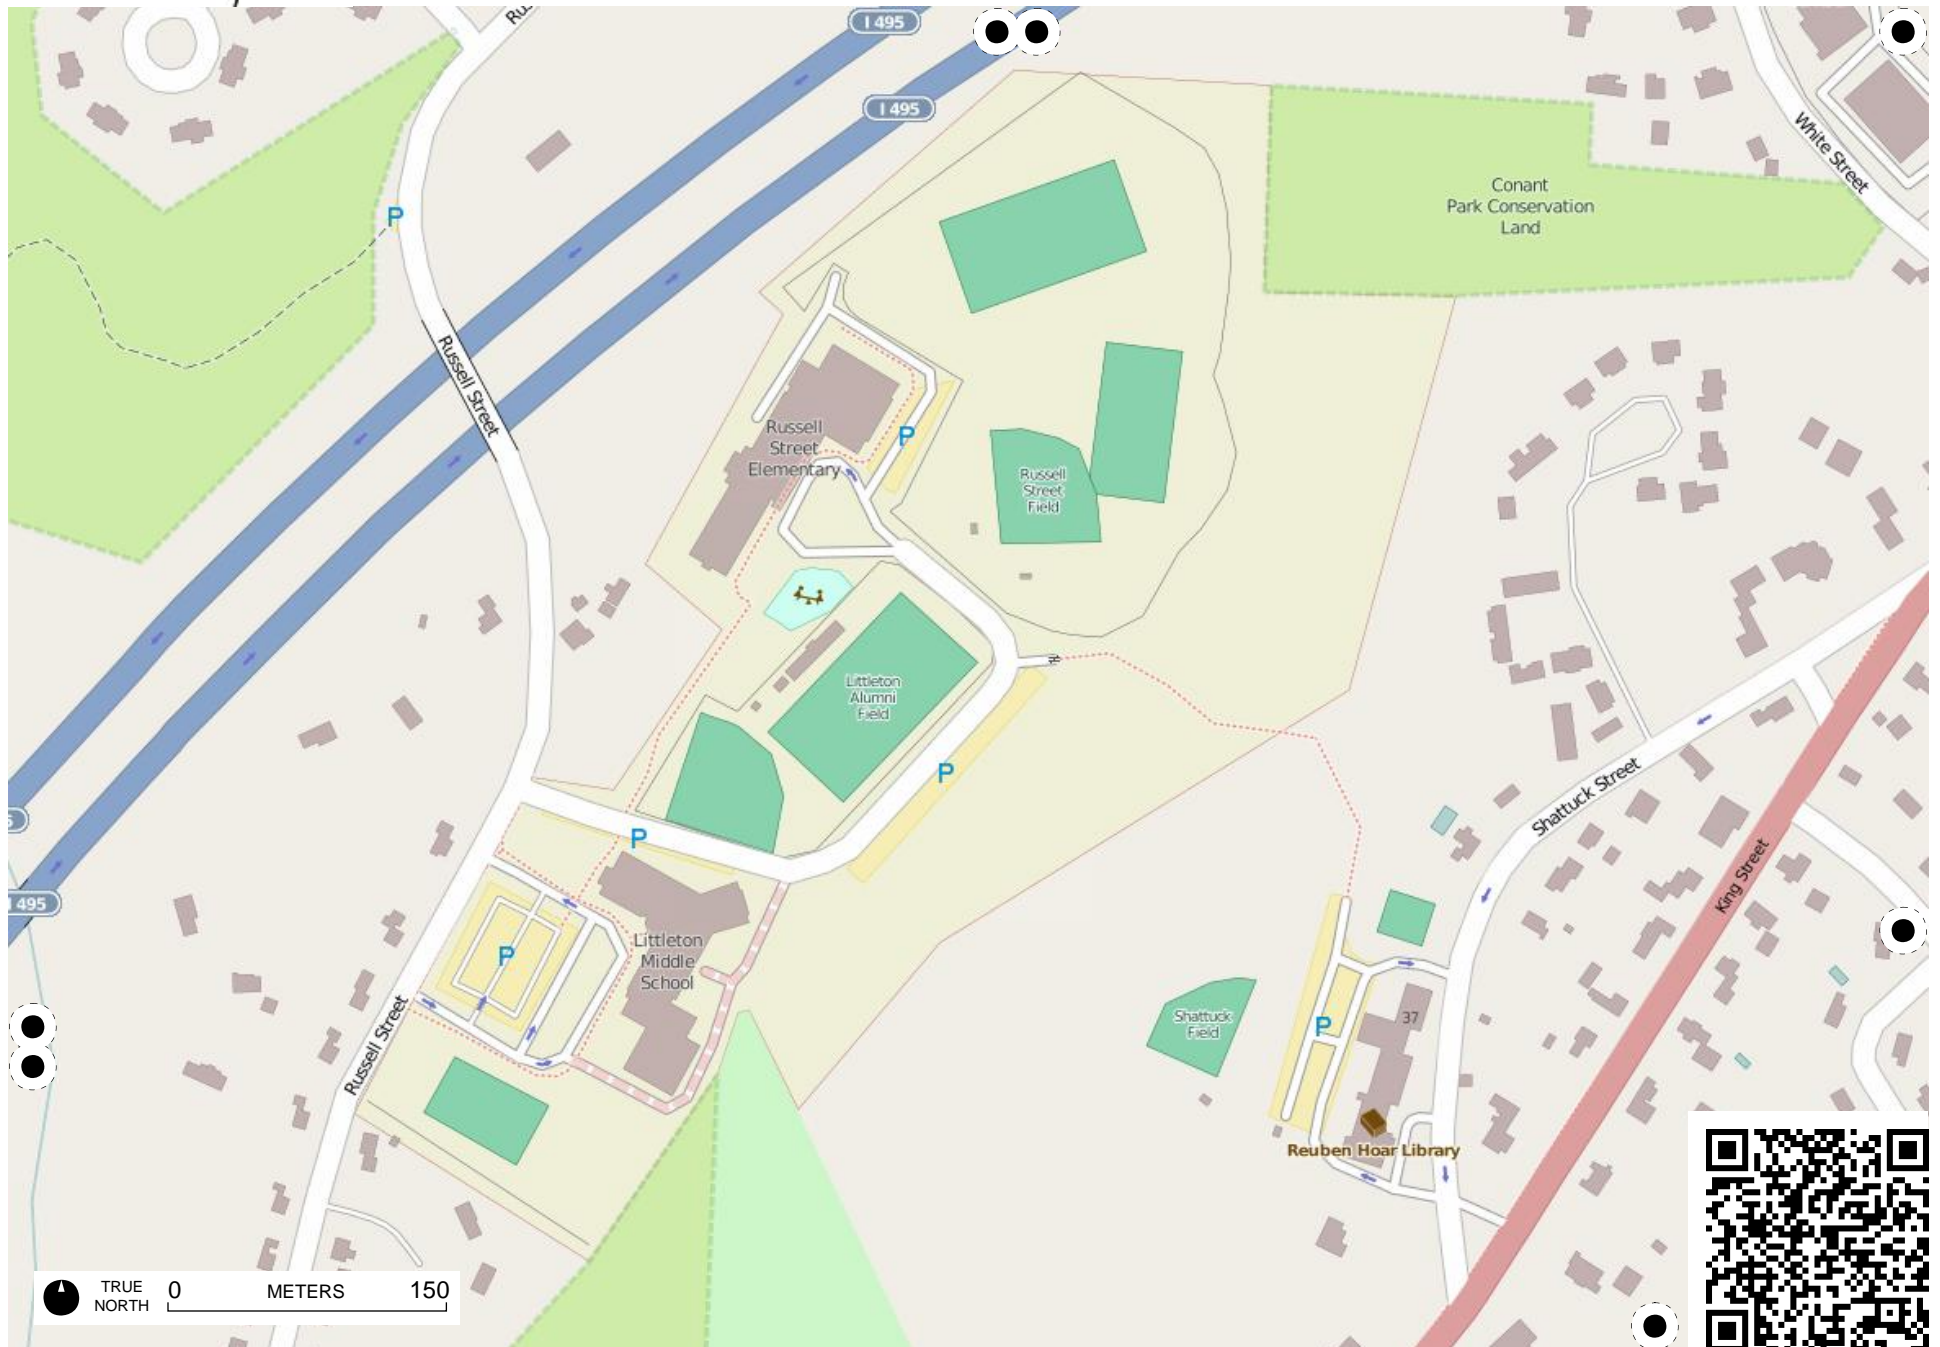 I 495
I 495
White Street
Conant
Park Conservation
Land
P
Russell Street
Russell
Street
Elementary
P
Russell
Street
Field
Littleton
Alumni
Field
P
P
Shattuck Street
King Street
I 495
P
Littleton
Middle
School
Shattuck
Field
P
37
Russell Street
Reuben Hoar Library
TRUE
NORTH
0 METERS 150